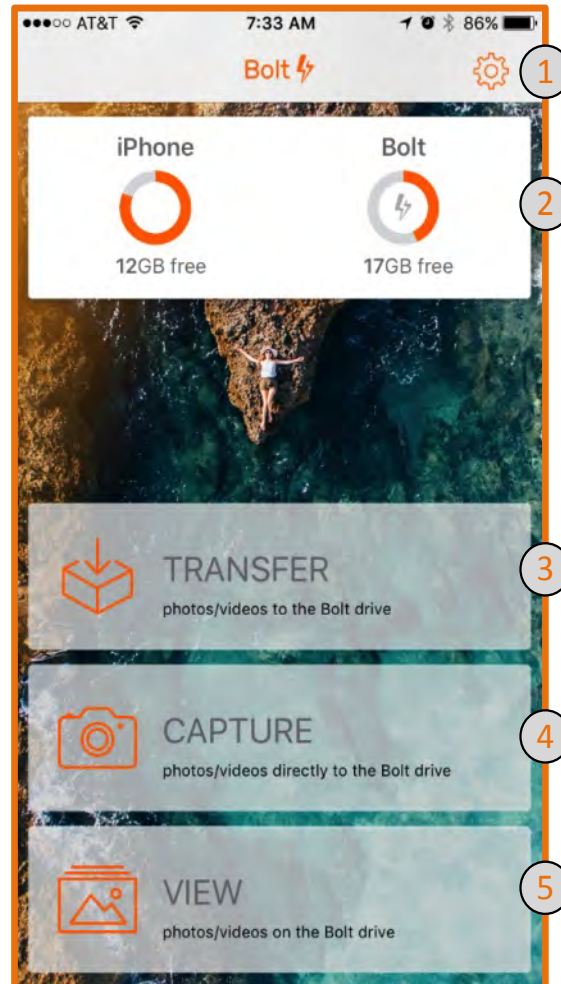 AT&T 7:33 AM 86%
Bolt
1
iPhone Bolt
2
12GB free 17GB free
TRANSFER
3
photos/videos to the Bolt drive
CAPTURE
4
photos/videos directly to the Bolt drive
VIEW
5
photos/videos on the Bolt drive